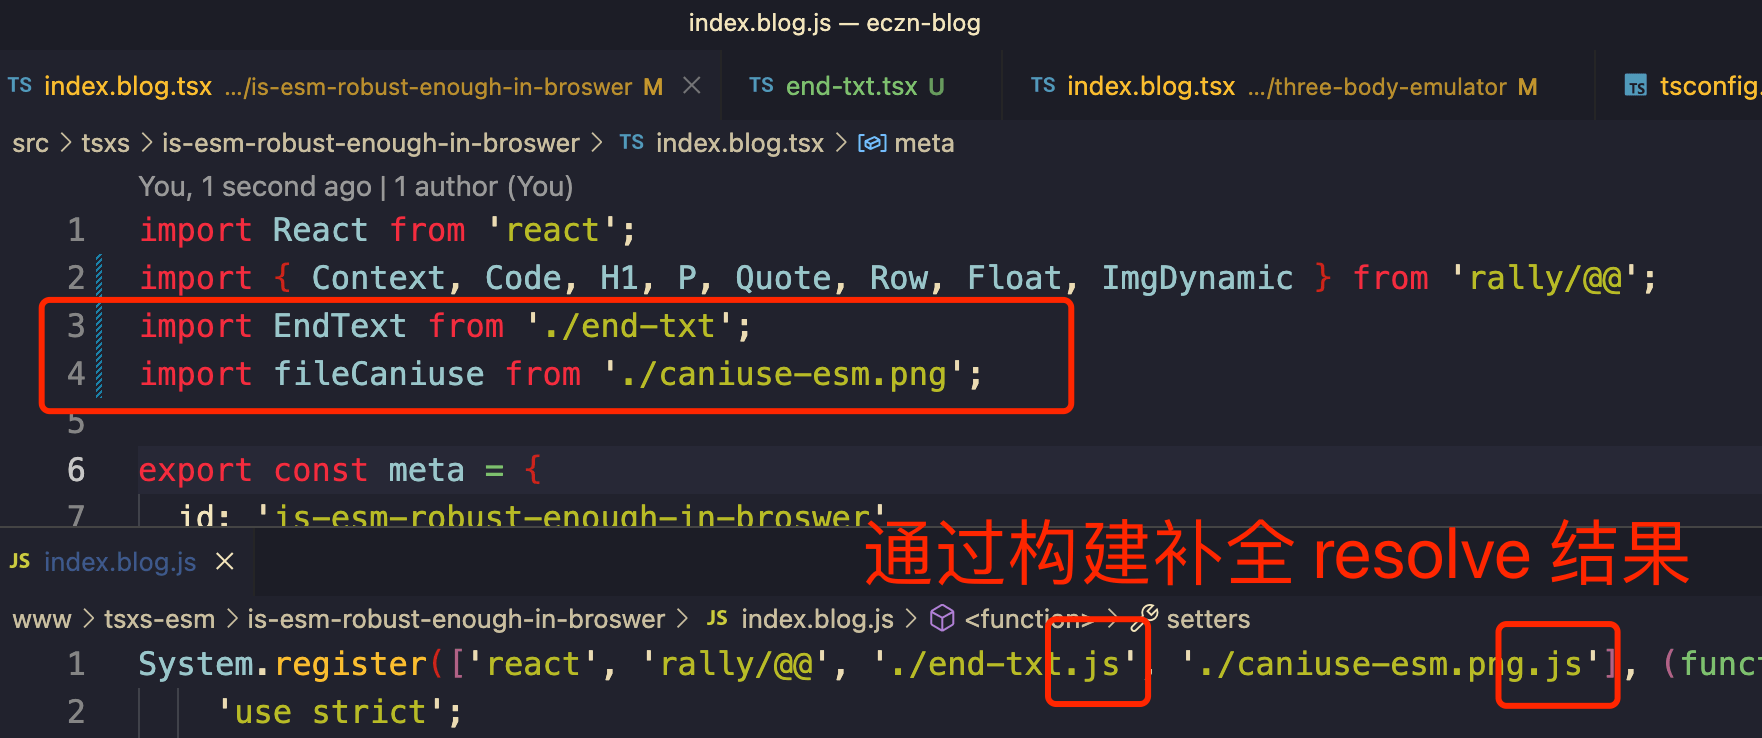 index.blog.js — eczn-blog
TS index.blog.tsx .../is-esm-robust-enough-in-broswer M TS end-txt.tsx U TS index.blog.tsx .../three-body-emulator M TS tsconfig.
src > tsxs > is-esm-robust-enough-in-broswer > TS index.blog.tsx > meta
You, 1 second ago | 1 author (You)
1 import React from 'react';
2 import { Context, Code, H1, P, Quote, Row, Float, ImgDynamic } from 'rally/@@';
3 import EndText from './end-txt';
4 import fileCaniuse from './caniuse-esm.png';
5
6 export const meta = {
7 id: 'is-esm-robust-enough-in-broswer'
通过构建补全 resolve 结果
JS index.blog.js
www > tsxs-esm > is-esm-robust-enough-in-broswer > JS index.blog.js > <function> > setters
1 System.register(['react', 'rally/@@', './end-txt.js', './caniuse-esm.png.js'], (funct
2 'use strict';